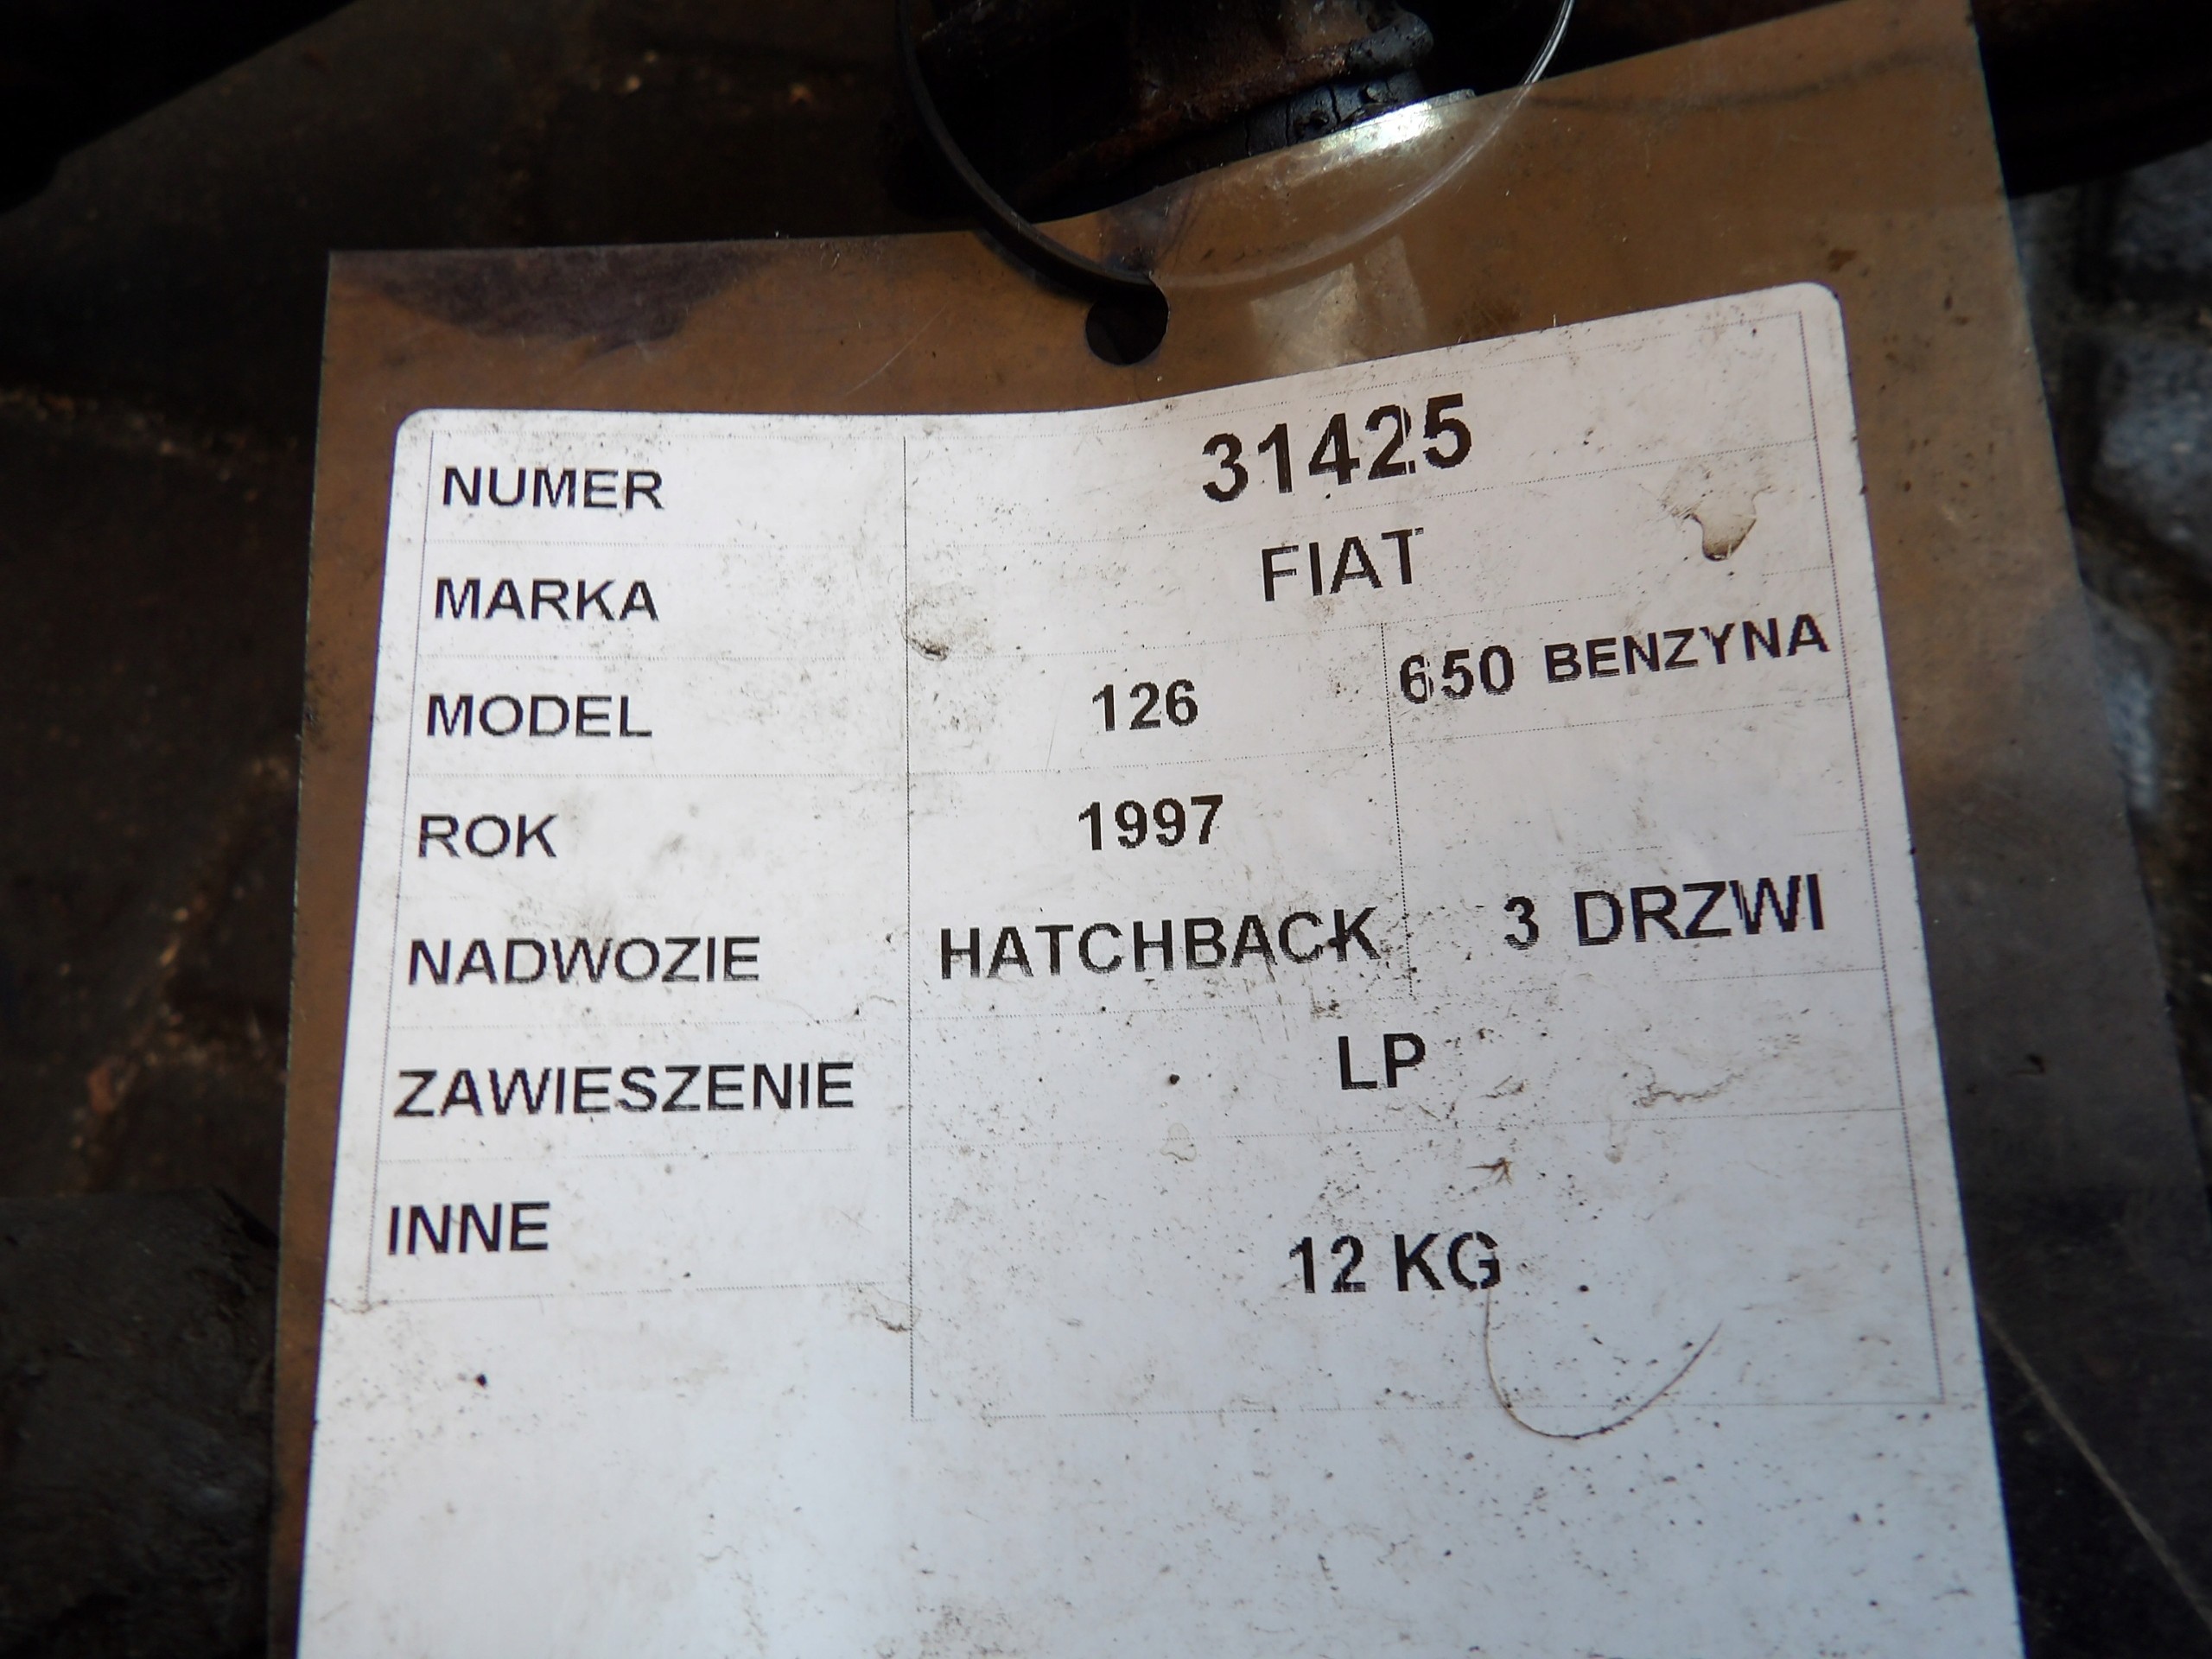 NUMER 31425
MARKA FIAT
MODEL 126 650 BENZYNA
ROK 1997
NADWOZIE HATCHBACK 3 DRZWI
ZAWIESZENIE LP
INNE 12 KG